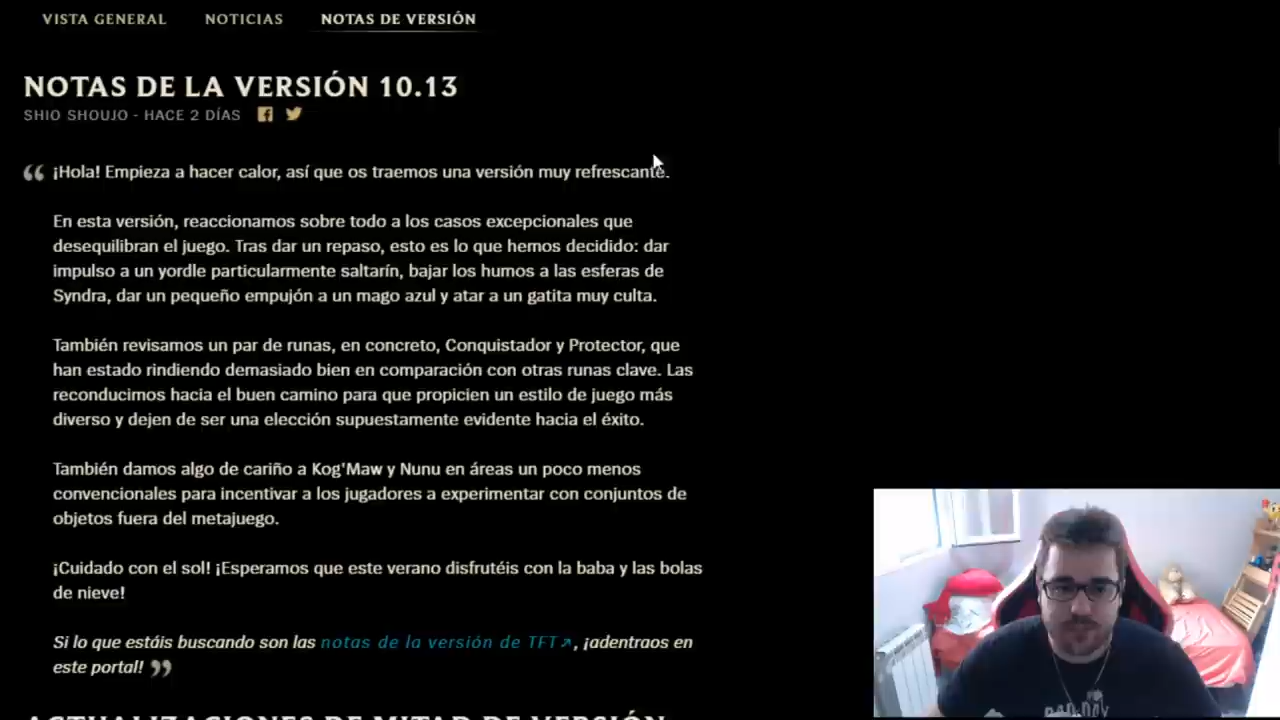 VISTA GENERAL NOTICIAS NOTAS DE VERSIÓN
NOTAS DE LA VERSIÓN 10.13
SHIO SHOUJO - HACE 2 DÍAS
¡Hola! Empieza a hacer calor, así que os traemos una versión muy refrescante.
En esta versión, reaccionamos sobre todo a los casos excepcionales que
desequilibran el juego. Tras dar un repaso, esto es lo que hemos decidido: dar
impulso a un yordle particularmente saltarín, bajar los humos a las esferas de
Syndra, dar un pequeño empujón a un mago azul y atar a un gatita muy culta.
También revisamos un par de runas, en concreto, Conquistador y Protector, que
han estado rindiendo demasiado bien en comparación con otras runas clave. Las
reconducimos hacia el buen camino para que propicien un estilo de juego más
diverso y dejen de ser una elección supuestamente evidente hacia el éxito.
También damos algo de cariño a Kog'Maw y Nunu en áreas un poco menos
convencionales para incentivar a los jugadores a experimentar con conjuntos de
objetos fuera del metajuego.
¡Cuidado con el sol! ¡Esperamos que este verano disfrutéis con la baba y las bolas
de nieve!
Si lo que estáis buscando son las notas de la versión de TFT↗, ¡adentraos en
este portal!
ACTUALIZACIONES DE MITAD DE VERSIÓN